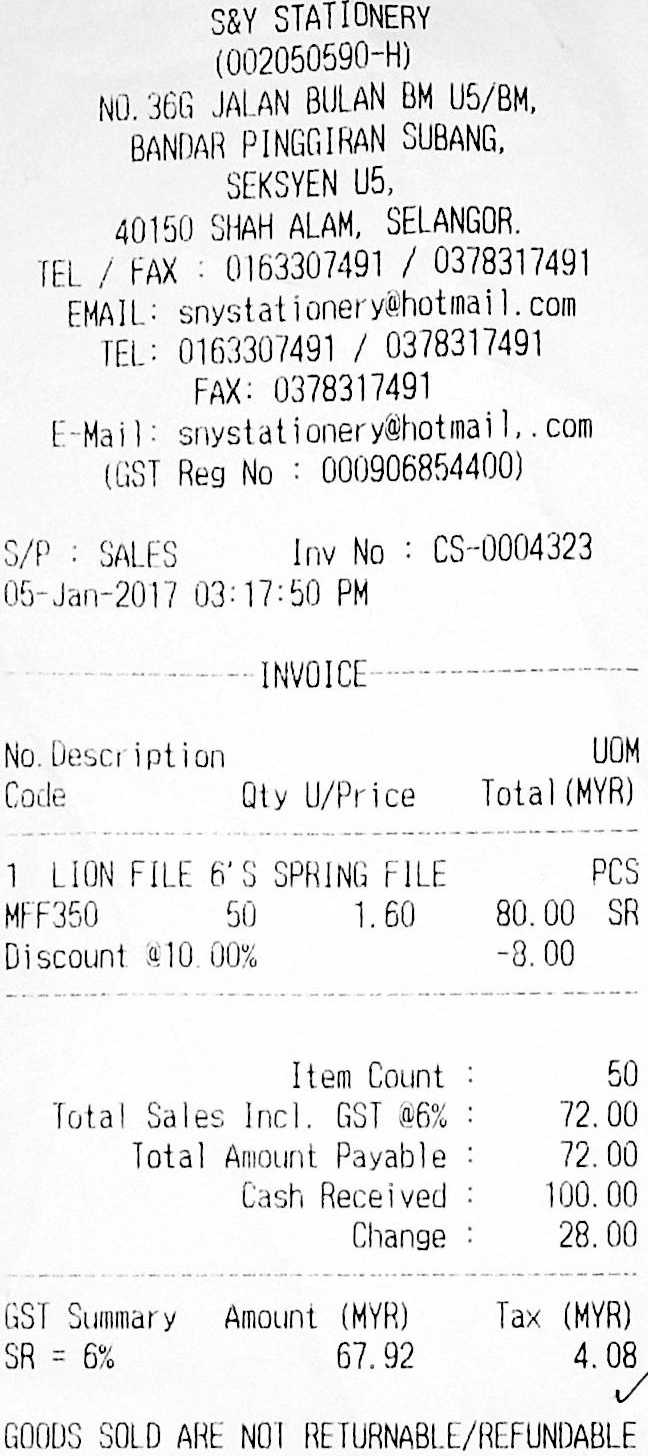 S&Y STATIONERY
(002050590-H)
NO. 36G JALAN BULAN BM U5/BM,
BANDAR PINGGIRAN SUBANG,
SEKSYEN U5,
40150 SHAH ALAM, SELANGOR.
TEL / FAX : 0163307491 / 0378317491
EMAIL: snystationery@hotmail.com
TEL: 0163307491 / 0378317491
FAX: 0378317491
E-Mail: snystationery@hotmail,.com
(GST Reg No : 000906854400)
S/P : SALES Inv No : CS-0004323
05-Jan-2017 03:17:50 PM
INVOICE
No. Description UOM
Code Qty U/Price Total(MYR)
1 LION FILE 6'S SPRING FILE PCS
MFF350 50 1.60 80.00 SR
Discount @10.00% -8.00
Item Count : 50
Total Sales Incl. GST @6% : 72.00
Total Amount Payable : 72.00
Cash Received : 100.00
Change : 28.00
GST Summary Amount (MYR) Tax (MYR)
SR = 6% 67.92 4.08
GOODS SOLD ARE NOT RETURNABLE/REFUNDABLE